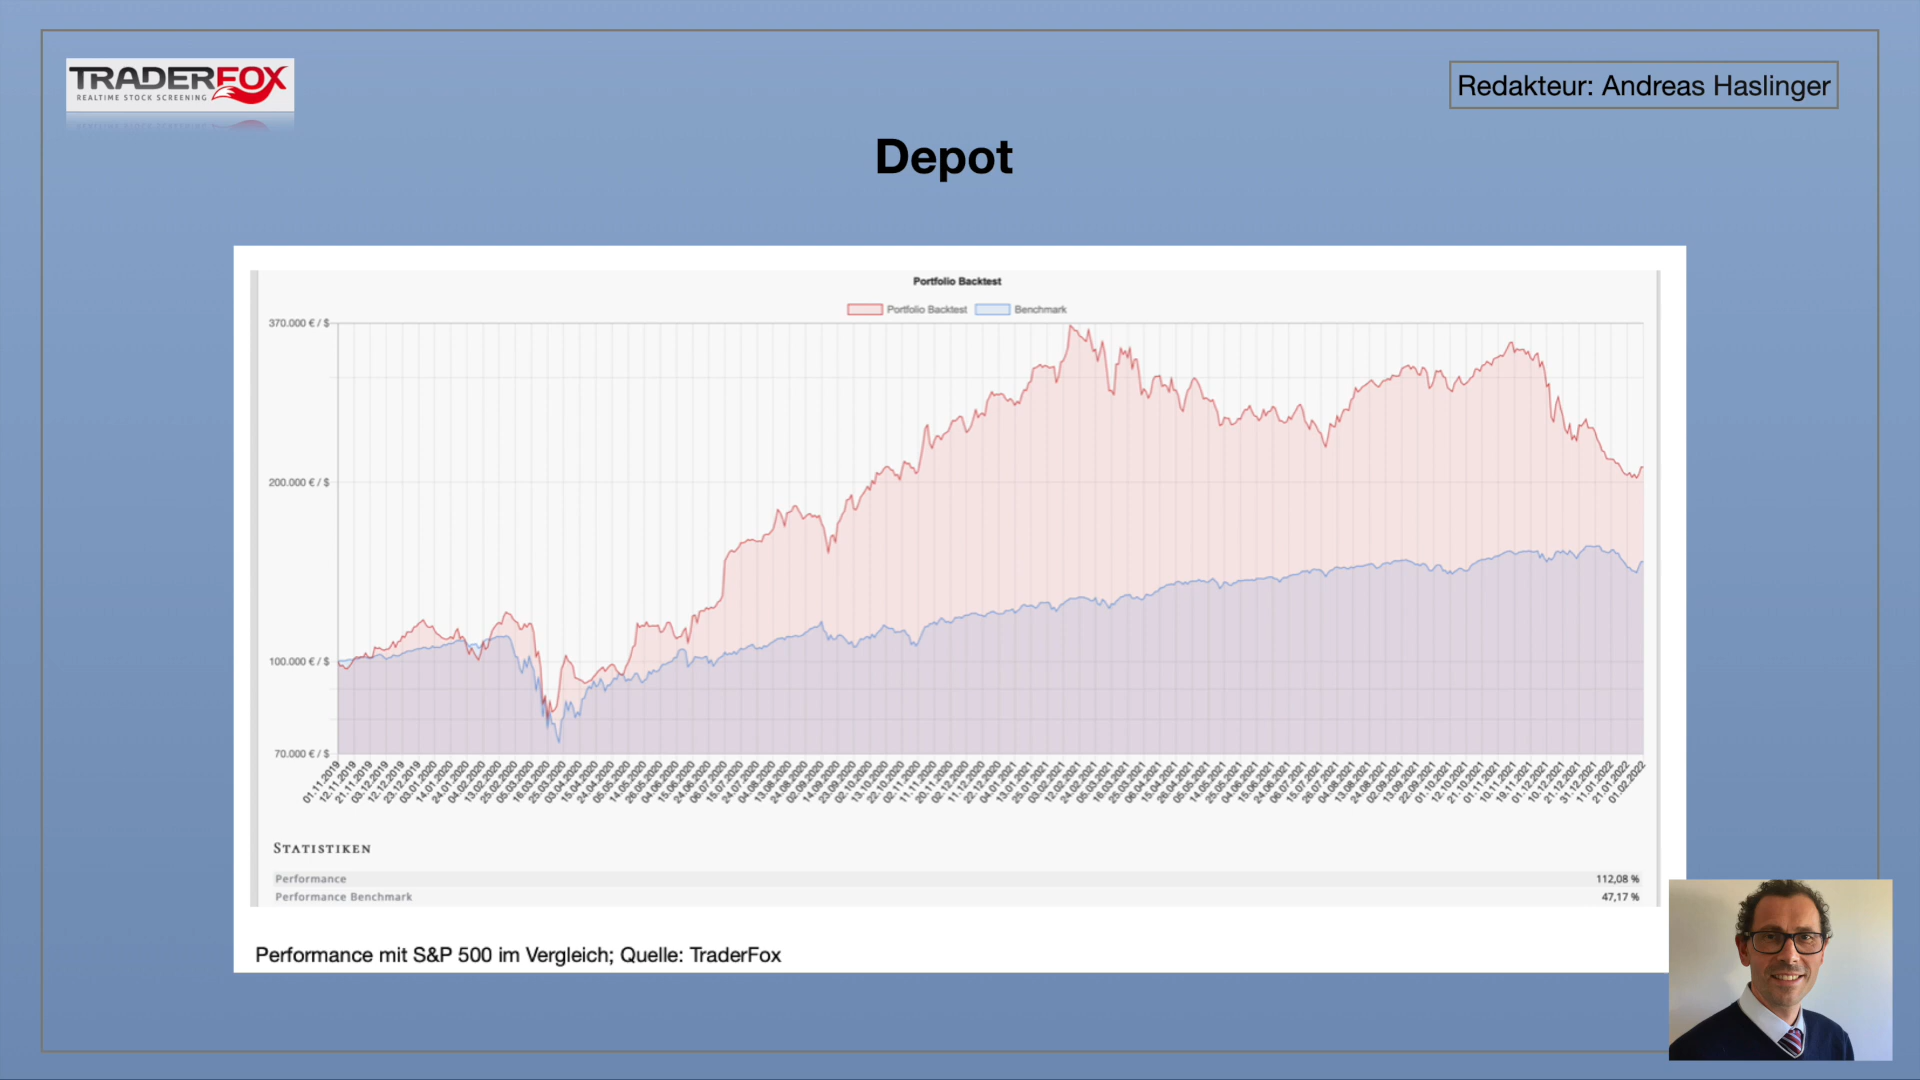 TRADERFOX
REALTIME STOCK SCREENING
Redakteur: Andreas Haslinger
Depot
Portfolio Backtest
Portfolio Backtest Benchmark
370.000 € / $
200.000 € / $
100.000 € / $
70.000 € / $
01.11.2019 12.11.2019 21.11.2019 03.12.2019 12.12.2019 23.12.2019 03.01.2020 14.01.2020 24.01.2020 04.02.2020 13.02.2020 25.02.2020 05.03.2020 16.03.2020 25.03.2020 03.04.2020 15.04.2020 24.04.2020 05.05.2020 14.05.2020 26.05.2020 04.06.2020 15.06.2020 24.06.2020 06.07.2020 15.07.2020 24.07.2020 04.08.2020 13.08.2020 24.08.2020 02.09.2020 14.09.2020 23.09.2020 02.10.2020 13.10.2020 22.10.2020 02.11.2020 11.11.2020 20.11.2020 02.12.2020 11.12.2020 22.12.2020 04.01.2021 13.01.2021 25.01.2021 03.02.2021 12.02.2021 24.02.2021 05.03.2021 16.03.2021 25.03.2021 06.04.2021 15.04.2021 26.04.2021 05.05.2021 14.05.2021 25.05.2021 04.06.2021 15.06.2021 24.06.2021 06.07.2021 15.07.2021 26.07.2021 04.08.2021 13.08.2021 24.08.2021 02.09.2021 13.09.2021 22.09.2021 01.10.2021 12.10.2021 21.10.2021 01.11.2021 10.11.2021 19.11.2021 01.12.2021 10.12.2021 21.12.2021 31.12.2021 11.01.2022 21.01.2022 01.02.2022
STATISTIKEN
Performance 112,08 %
Performance Benchmark 47,17 %
Performance mit S&P 500 im Vergleich; Quelle: TraderFox